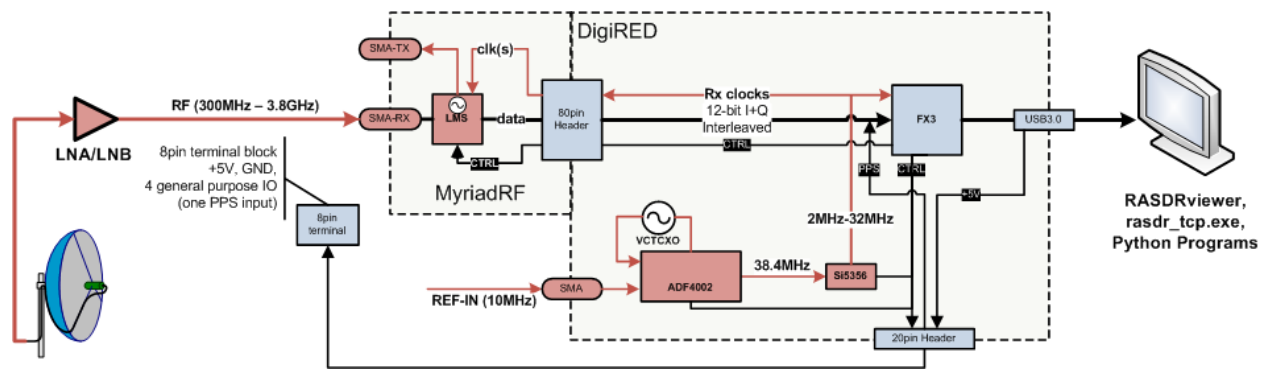 DigiRED
SMA-TX
clk(s)
RF (300MHz – 3.8GHz)
SMA-RX
LMS
data
80pin
Header
Rx clocks
12-bit I+Q
Interleaved
FX3
USB3.0
LNA/LNB
CTRL
CTRL
PPS
CTRL
+5V
8pin terminal block
+5V, GND,
4 general purpose IO
(one PPS input)
MyriadRF
8pin
terminal
VCTCXO
2MHz-32MHz
RASDRviewer,
rasdr_tcp.exe,
Python Programs
38.4MHz
Si5356
ADF4002
REF-IN (10MHz)
SMA
20pin Header